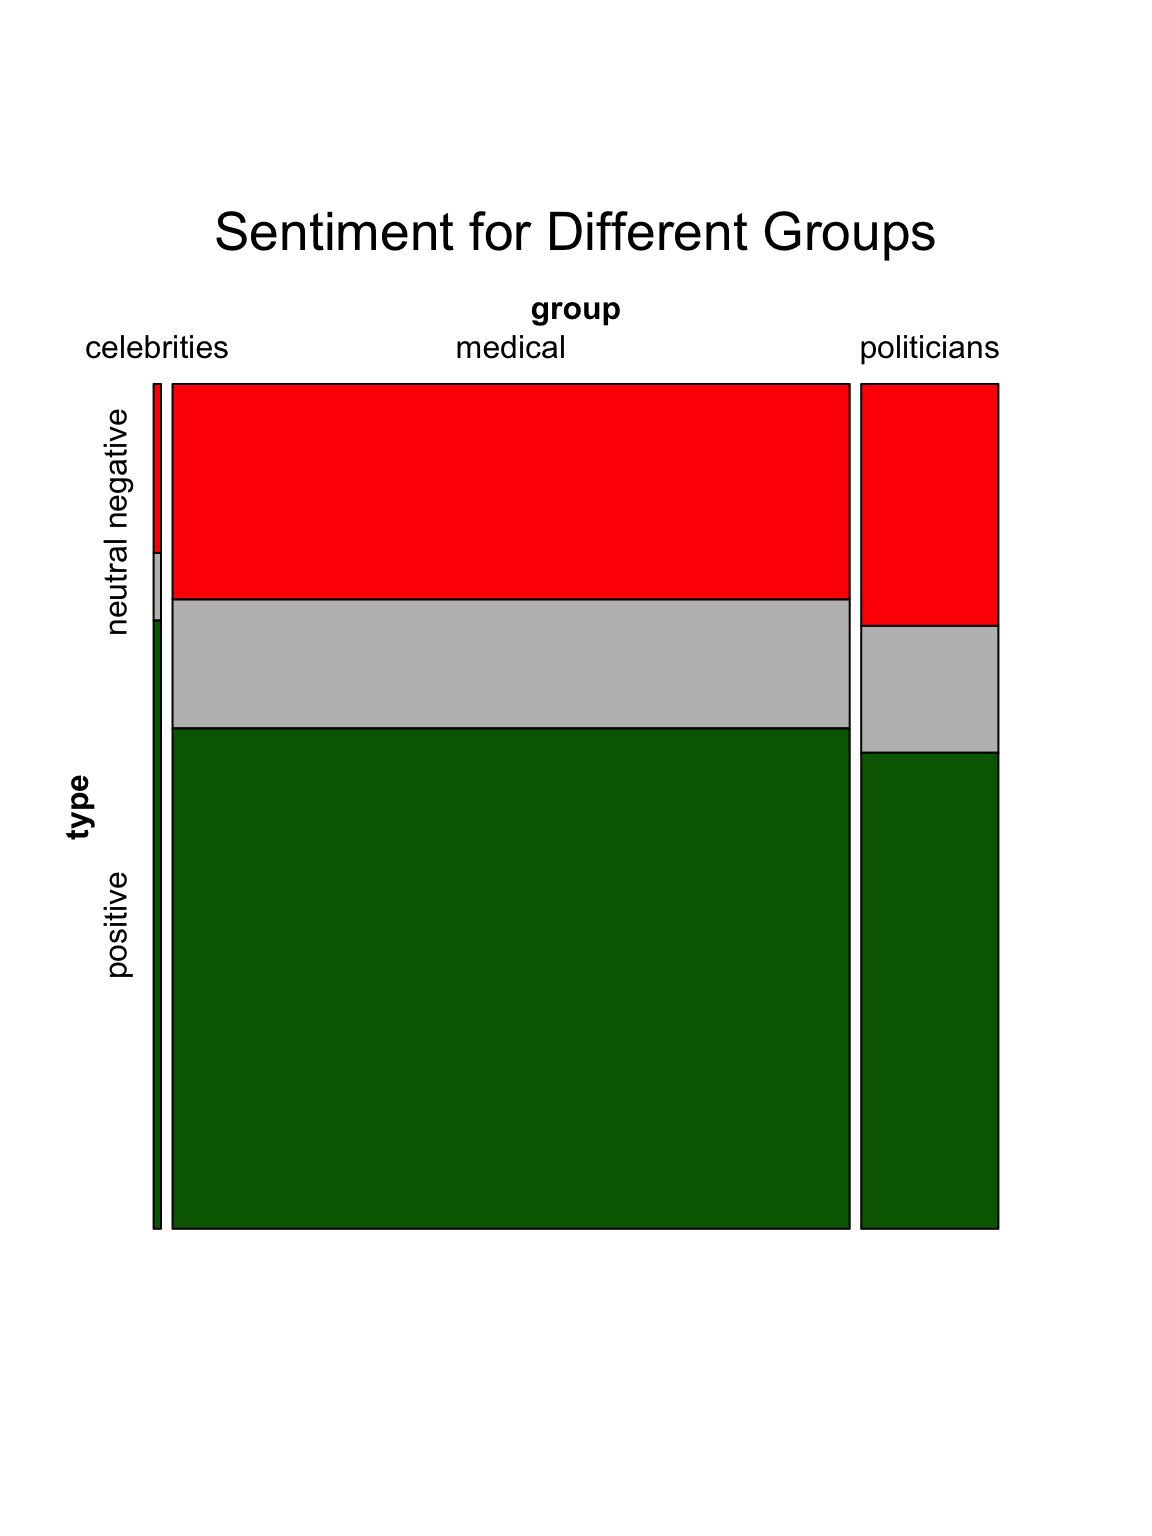 Sentiment for Different Groups
group
celebrities medical politicians
neutral negative
type
positive